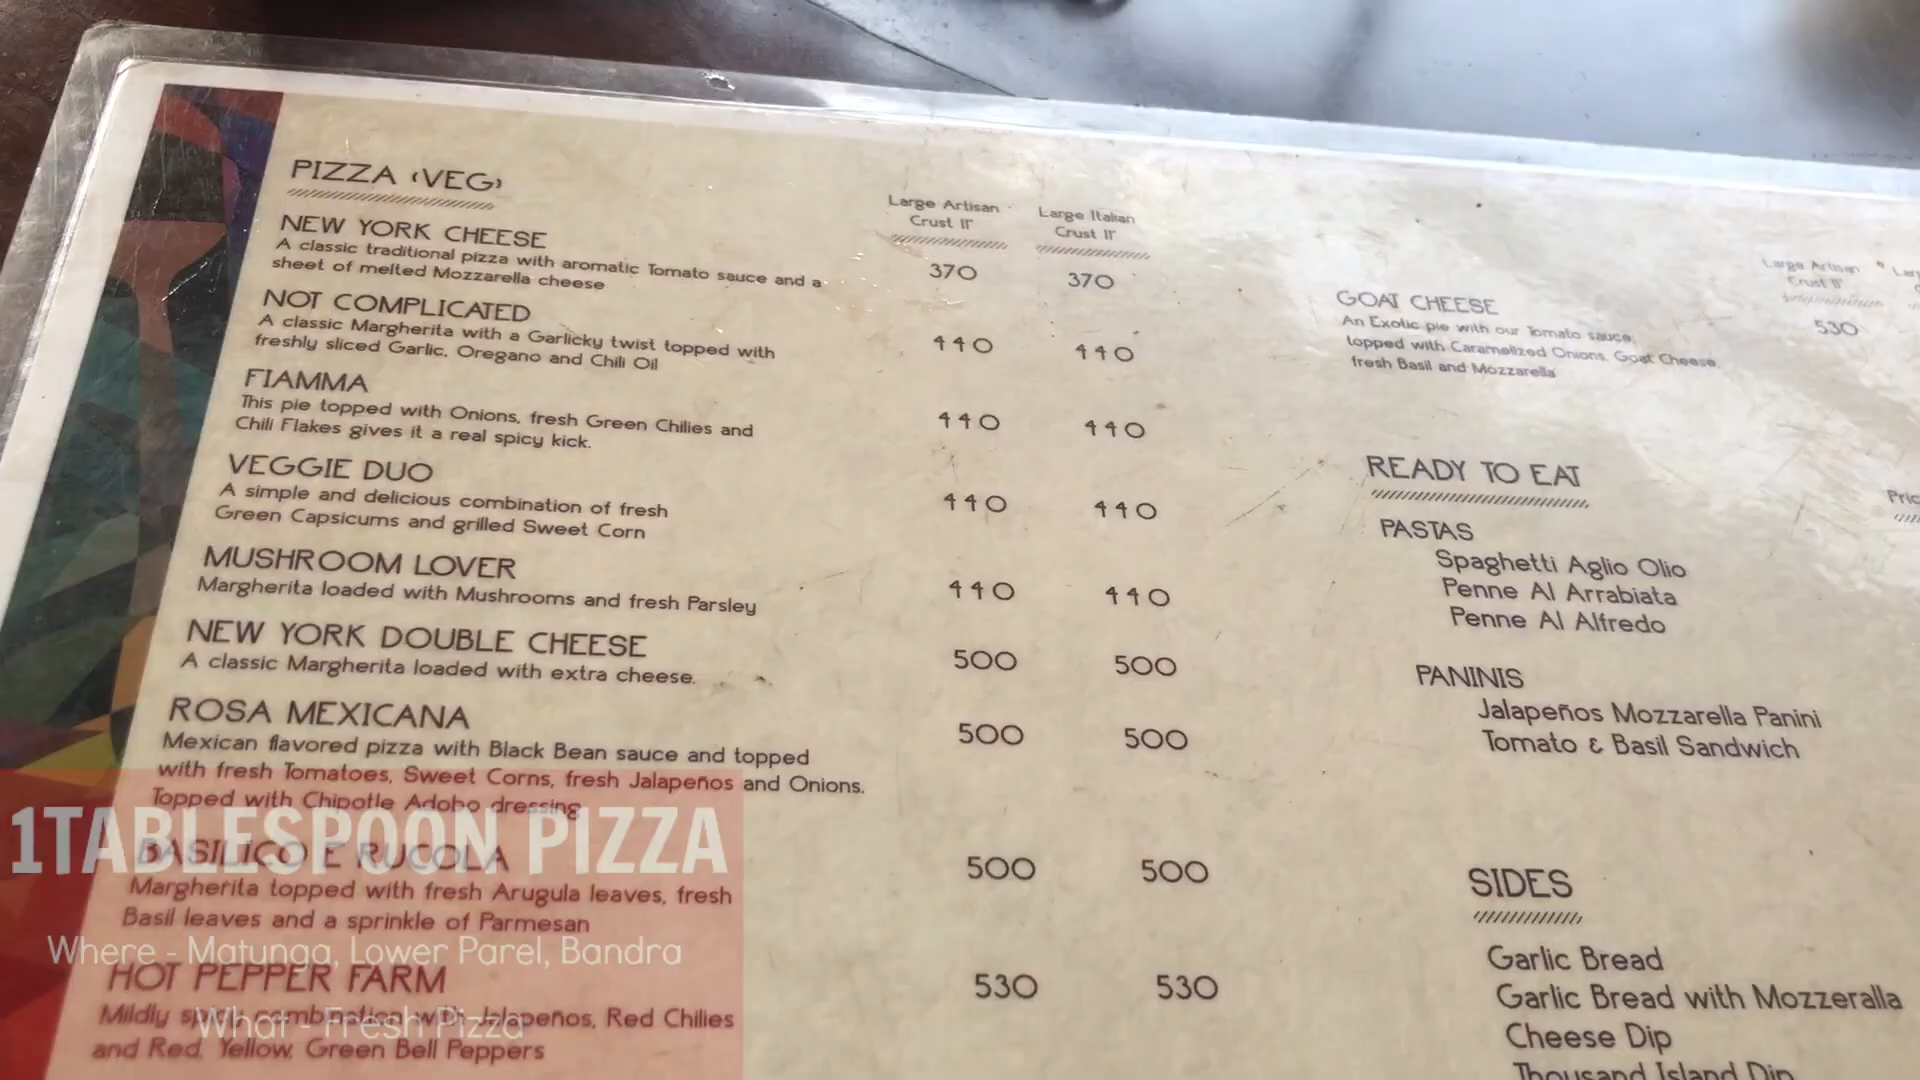 PIZZA (VEG)
Large Artisan Crust 11"
Large Italian Crust 11"
NEW YORK CHEESE
A classic traditional pizza with aromatic Tomato sauce and a
sheet of melted Mozzarella cheese
370 370
NOT COMPLICATED
A classic Margherita with a Garlicky twist topped with
freshly sliced Garlic, Oregano and Chili Oil
440 440
FIAMMA
This pie topped with Onions, fresh Green Chilies and
Chili Flakes gives it a real spicy kick.
440 440
VEGGIE DUO
A simple and delicious combination of fresh
Green Capsicums and grilled Sweet Corn
440 440
MUSHROOM LOVER
Margherita loaded with Mushrooms and fresh Parsley
440 440
NEW YORK DOUBLE CHEESE
A classic Margherita loaded with extra cheese.
500 500
ROSA MEXICANA
Mexican flavored pizza with Black Bean sauce and topped
with fresh Tomatoes, Sweet Corns, fresh Jalapeños and Onions.
Topped with Chipotle Adobo dressing
500 500
BASILICO E RUCOLA
Margherita topped with fresh Arugula leaves, fresh
Basil leaves and a sprinkle of Parmesan
500 500
HOT PEPPER FARM
Mildly spicy combination with Jalapeños, Red Chilies
and Red, Yellow, Green Bell Peppers
530 530
Large Artisan
Crust 11"
GOAT CHEESE
An Exotic pie with our Tomato sauce,
topped with Caramelized Onions, Goat Cheese,
fresh Basil and Mozzarella
530
READY TO EAT
PASTAS
Spaghetti Aglio Olio
Penne Al Arrabiata
Penne Al Alfredo
PANINIS
Jalapeños Mozzarella Panini
Tomato & Basil Sandwich
SIDES
Garlic Bread
Garlic Bread with Mozzeralla
Cheese Dip
Thousand Island Dip
1TABLESPOON PIZZA
Where - Matunga, Lower Parel, Bandra
What - Fresh Pizza